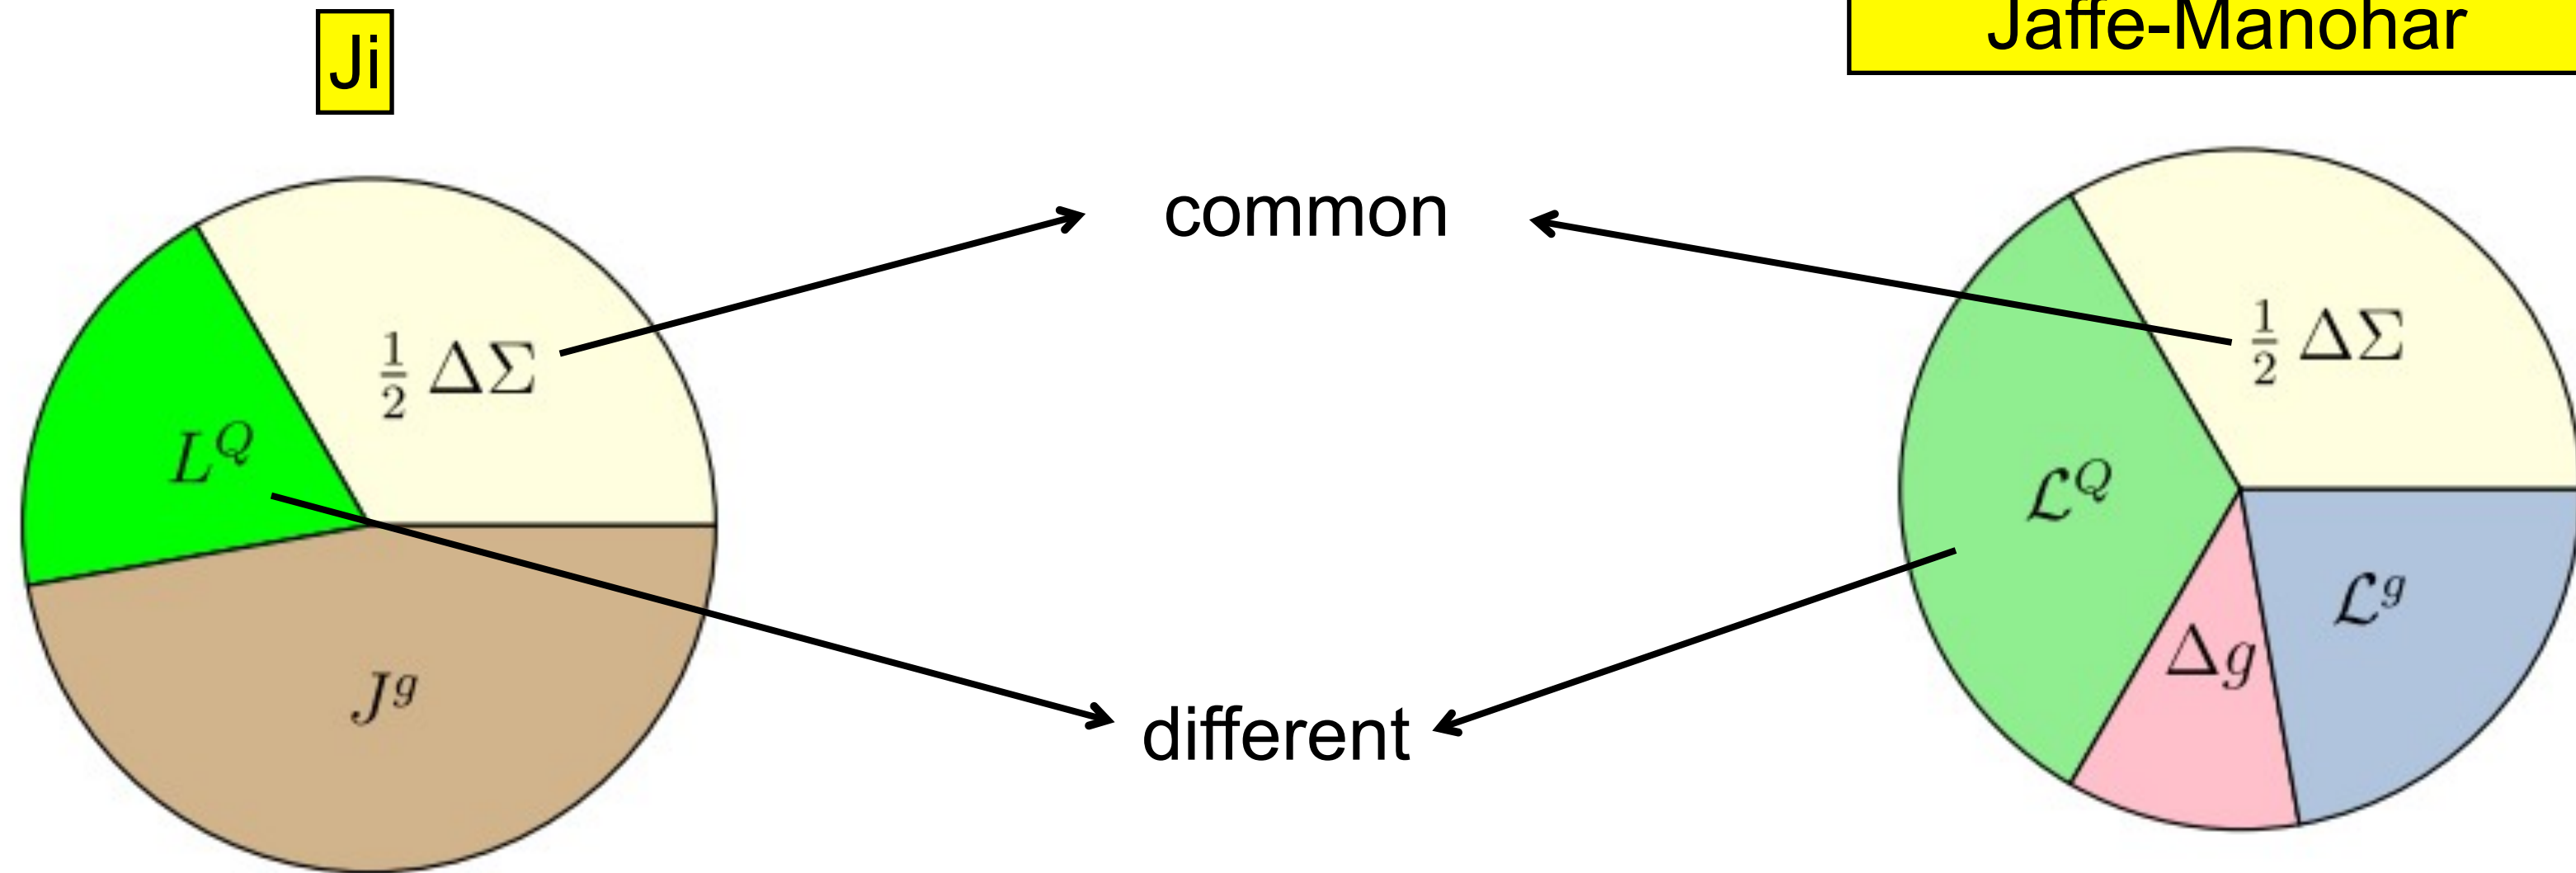 Ji
Jaffe-Manohar
common
½ ΔΣ
½ ΔΣ
L^Q
ℒ^Q
ℒ^g
Δg
J^g
different